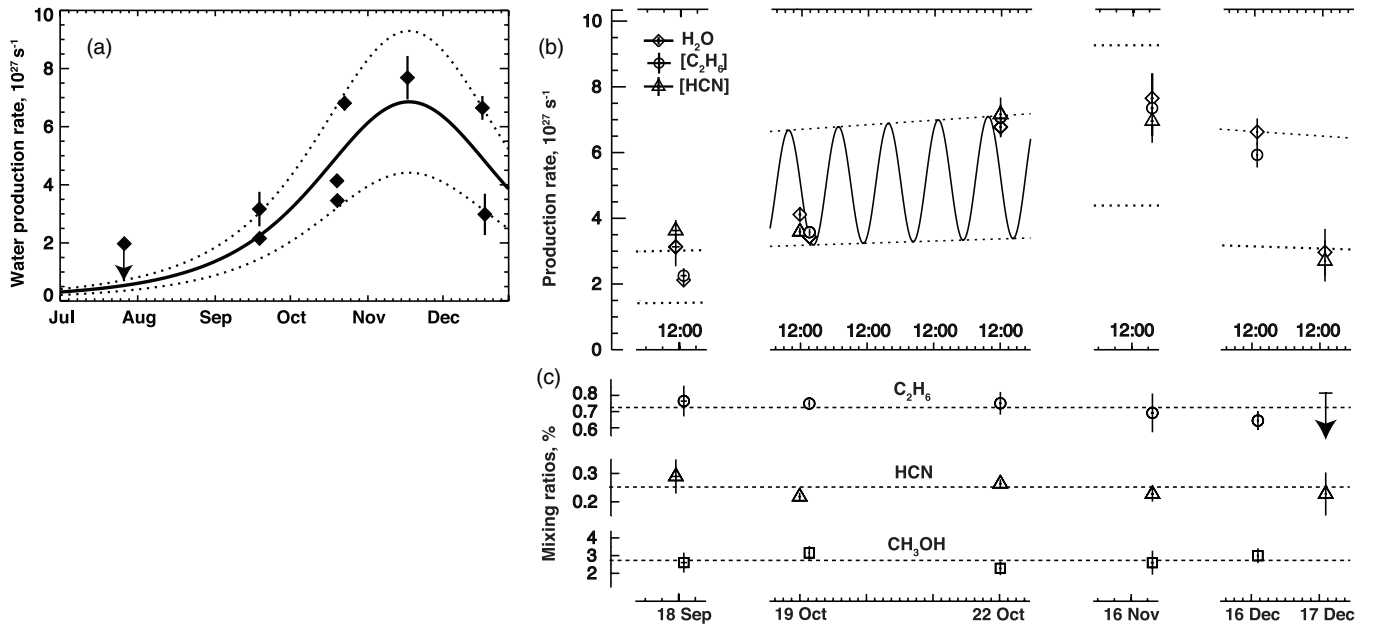 (a)
Water production rate, 10²⁷ s⁻¹
10
8
6
4
2
0
Jul Aug Sep Oct Nov Dec
(b)
Production rate, 10²⁷ s⁻¹
10
8
6
4
2
0
H₂O
[C₂H₆]
[HCN]
12:00 12:00 12:00 12:00 12:00 12:00 12:00 12:00
(c)
Mixing ratios, %
C₂H₆
0.8
0.7
0.6
HCN
0.3
0.2
CH₃OH
4
3
2
18 Sep 19 Oct 22 Oct 16 Nov 16 Dec 17 Dec